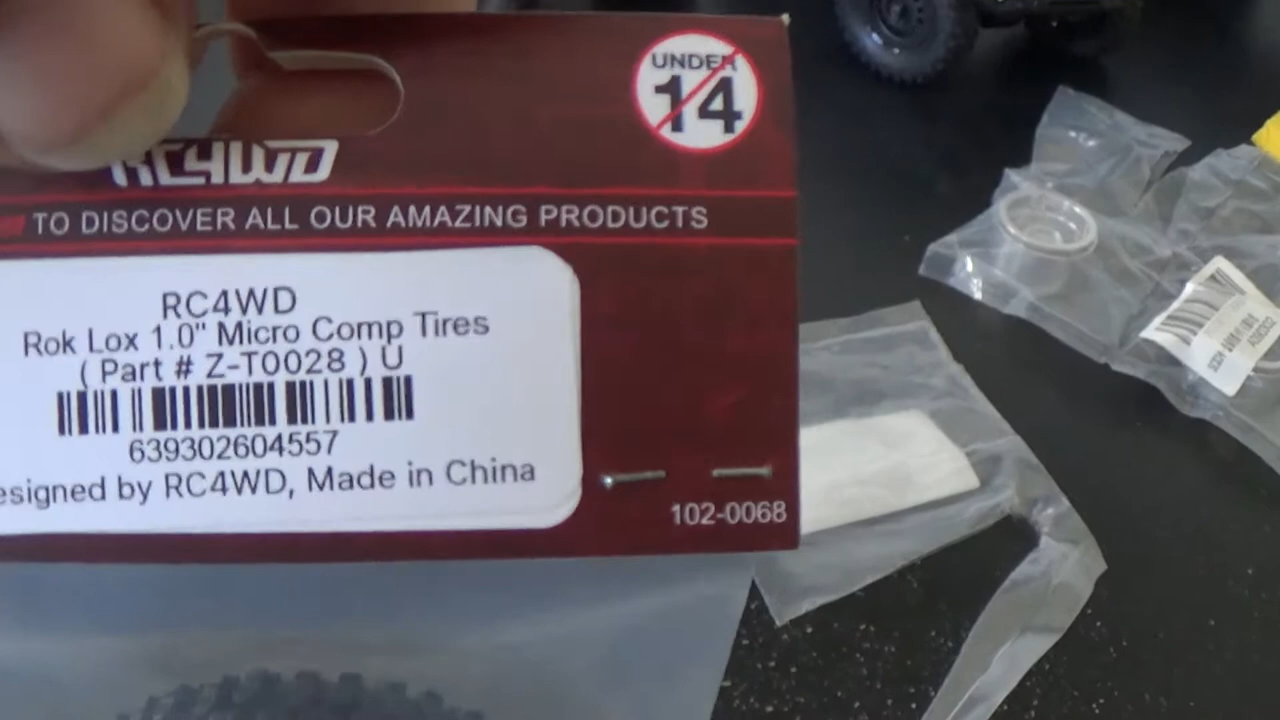 UNDER
14
RC4WD
TO DISCOVER ALL OUR AMAZING PRODUCTS
RC4WD
Rok Lox 1.0" Micro Comp Tires
( Part # Z-T0028 ) U
639302604557
esigned by RC4WD, Made in China
102-0068